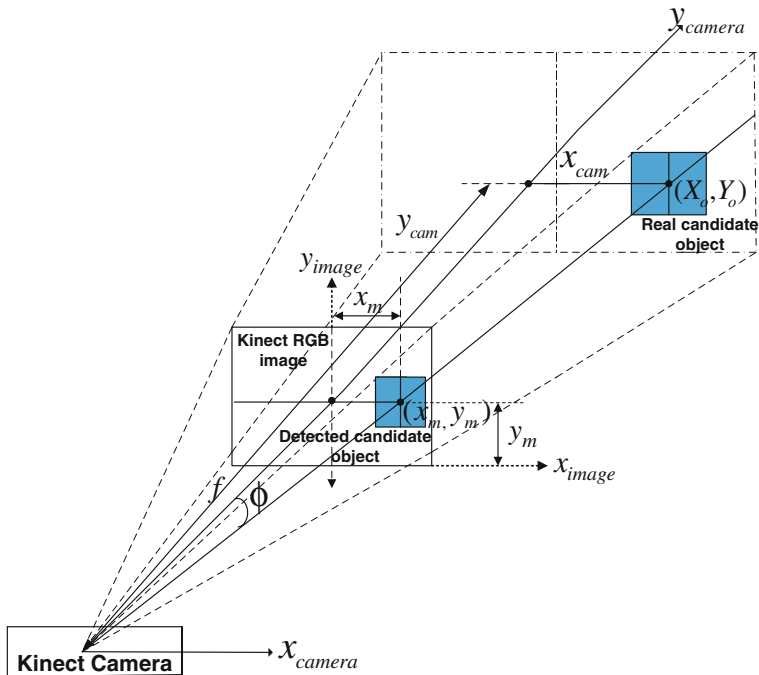 y_camera
x_cam
(X_o, Y_o)
Real candidate
object
y_cam
y_image
x_m
Kinect RGB
image
(x_m, y_m)
Detected candidate
object
y_m
x_image
f
ϕ
Kinect Camera
x_camera